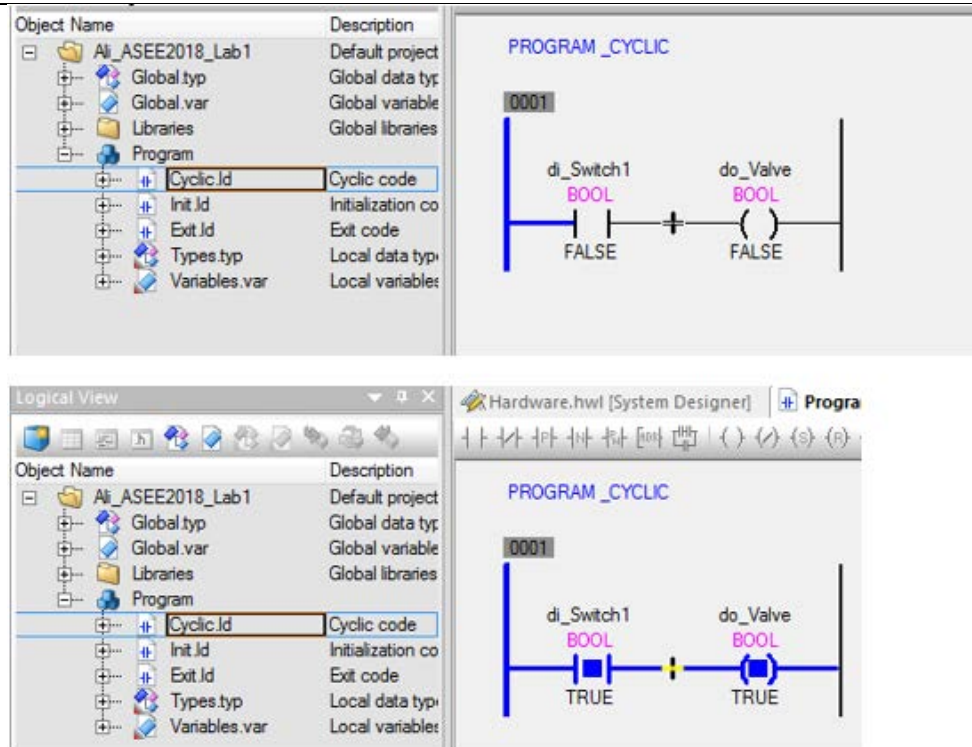 Object Name Description
Ali_ASEE2018_Lab1 Default project
Global.typ Global data typ
Global.var Global variable
Libraries Global libraries
Program
Cyclic.ld Cyclic code
Init.ld Initialization co
Exit.ld Exit code
Types.typ Local data typ
Variables.var Local variables
PROGRAM _CYCLIC
0001
di_Switch1 do_Valve
BOOL BOOL
FALSE FALSE
Logical View
Object Name Description
Ali_ASEE2018_Lab1 Default project
Global.typ Global data typ
Global.var Global variable
Libraries Global libraries
Program
Cyclic.ld Cyclic code
Init.ld Initialization co
Exit.ld Exit code
Types.typ Local data typ
Variables.var Local variables
Hardware.hwl [System Designer] Progra
PROGRAM _CYCLIC
0001
di_Switch1 do_Valve
BOOL BOOL
TRUE TRUE